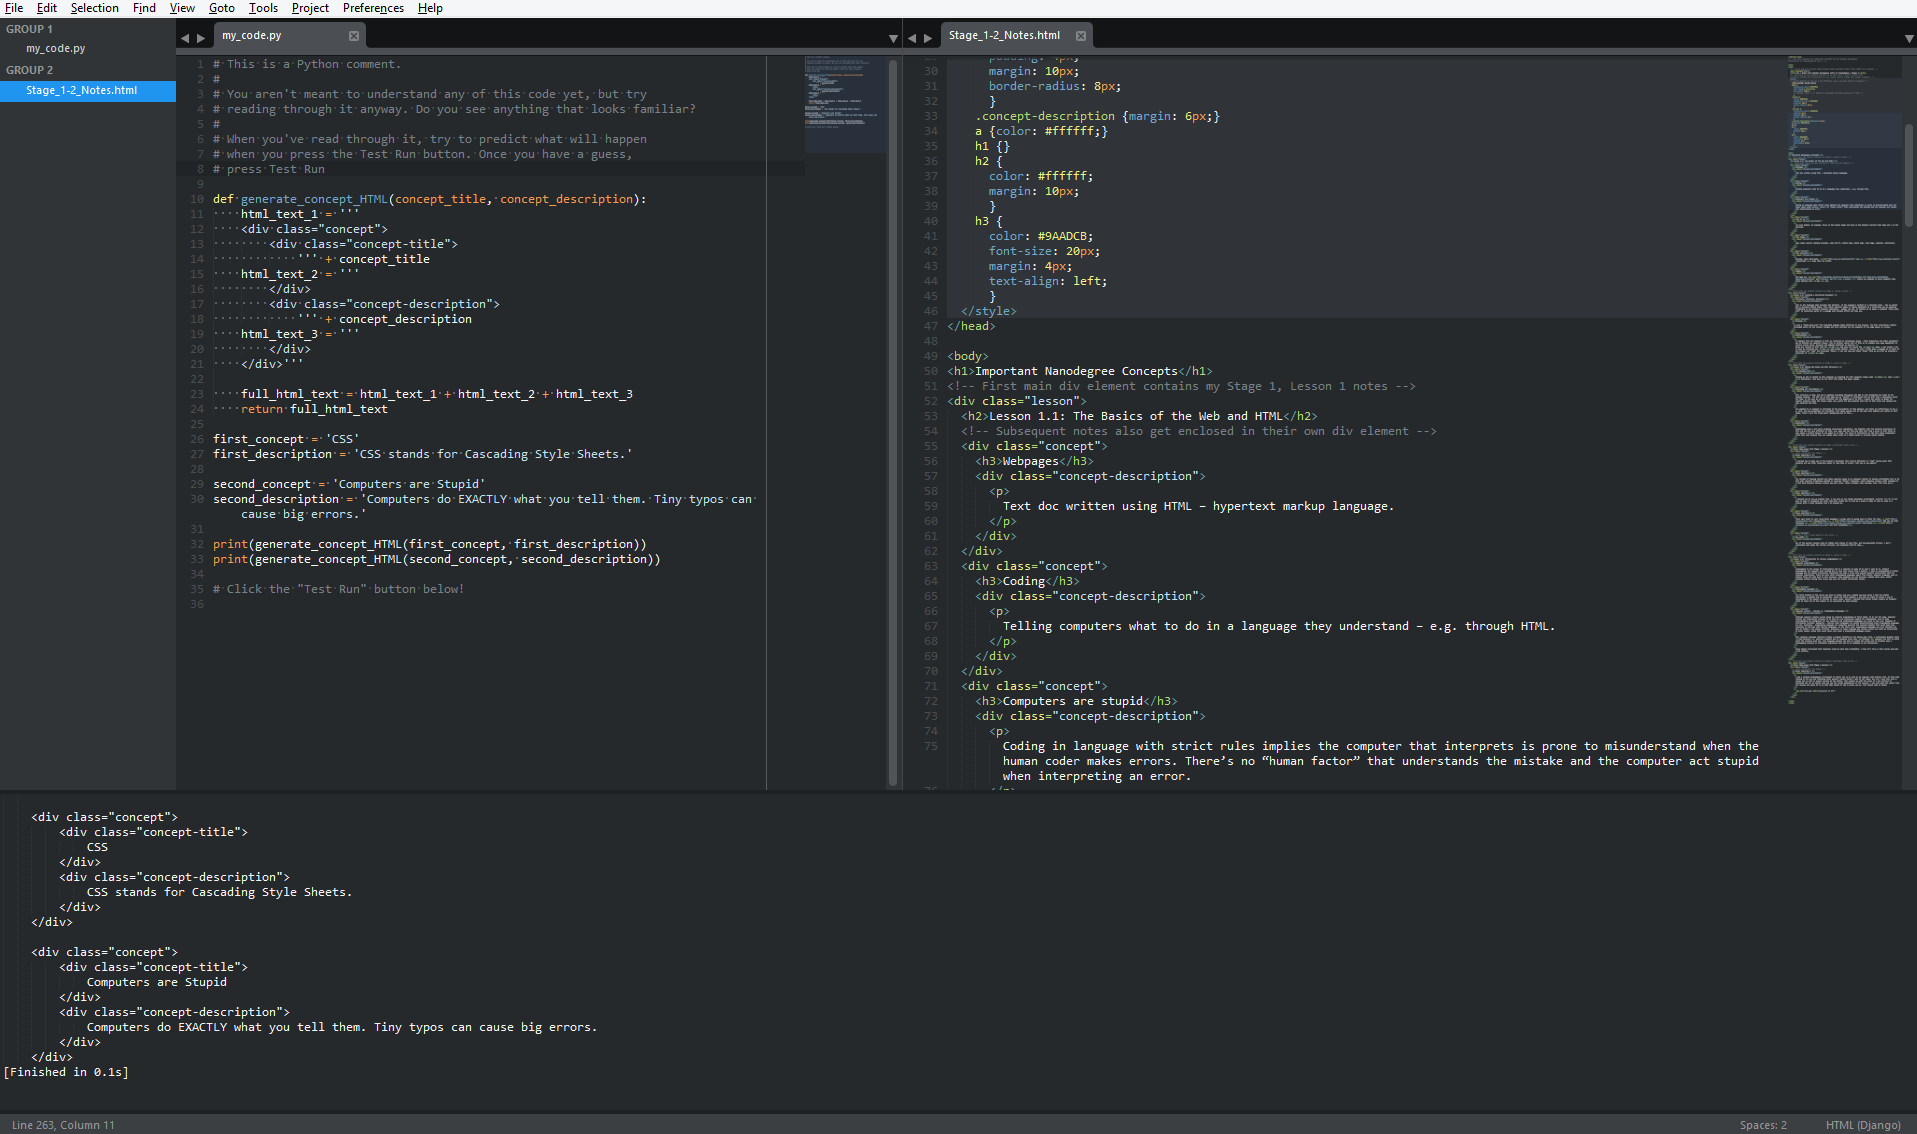 File Edit Selection Find View Goto Tools Project Preferences Help
GROUP 1
my_code.py
GROUP 2
Stage_1-2_Notes.html
my_code.py
1 # This is a Python comment.
2 #
3 # You aren't meant to understand any of this code yet, but try
4 # reading through it anyway. Do you see anything that looks familiar?
5 #
6 # When you've read through it, try to predict what will happen
7 # when you press the Test Run button. Once you have a guess,
8 # press Test Run
9
10 def generate_concept_HTML(concept_title, concept_description):
11     html_text_1 = '''
12     <div class="concept">
13         <div class="concept-title">
14             ''' + concept_title
15     html_text_2 = '''
16         </div>
17         <div class="concept-description">
18             ''' + concept_description
19     html_text_3 = '''
20         </div>
21     </div>'''
22
23     full_html_text = html_text_1 + html_text_2 + html_text_3
24     return full_html_text
25
26 first_concept = 'CSS'
27 first_description = 'CSS stands for Cascading Style Sheets.'
28
29 second_concept = 'Computers are Stupid'
30 second_description = 'Computers do EXACTLY what you tell them. Tiny typos can
cause big errors.'
31
32 print(generate_concept_HTML(first_concept, first_description))
33 print(generate_concept_HTML(second_concept, second_description))
34
35 # Click the "Test Run" button below!
36
Stage_1-2_Notes.html
30 margin: 10px;
31 border-radius: 8px;
32 }
33 .concept-description {margin: 6px;}
34 a {color: #ffffff;}
35 h1 {}
36 h2 {
37 color: #ffffff;
38 margin: 10px;
39 }
40 h3 {
41 color: #9AADCB;
42 font-size: 20px;
43 margin: 4px;
44 text-align: left;
45 }
46 </style>
47 </head>
48
49 <body>
50 <h1>Important Nanodegree Concepts</h1>
51 <!-- First main div element contains my Stage 1, Lesson 1 notes -->
52 <div class="lesson">
53 <h2>Lesson 1.1: The Basics of the Web and HTML</h2>
54 <!-- Subsequent notes also get enclosed in their own div element -->
55 <div class="concept">
56 <h3>Webpages</h3>
57 <div class="concept-description">
58 <p>
59 Text doc written using HTML – hypertext markup language.
60 </p>
61 </div>
62 </div>
63 <div class="concept">
64 <h3>Coding</h3>
65 <div class="concept-description">
66 <p>
67 Telling computers what to do in a language they understand – e.g. through HTML.
68 </p>
69 </div>
70 </div>
71 <div class="concept">
72 <h3>Computers are stupid</h3>
73 <div class="concept-description">
74 <p>
75 Coding in language with strict rules implies the computer that interprets is prone to misunderstand when the
human coder makes errors. There’s no “human factor” that understands the mistake and the computer act stupid
when interpreting an error.
<div class="concept">
<div class="concept-title">
CSS
</div>
<div class="concept-description">
CSS stands for Cascading Style Sheets.
</div>
</div>
<div class="concept">
<div class="concept-title">
Computers are Stupid
</div>
<div class="concept-description">
Computers do EXACTLY what you tell them. Tiny typos can cause big errors.
</div>
</div>
[Finished in 0.1s]
Line 263, Column 11
Spaces: 2
HTML (Django)